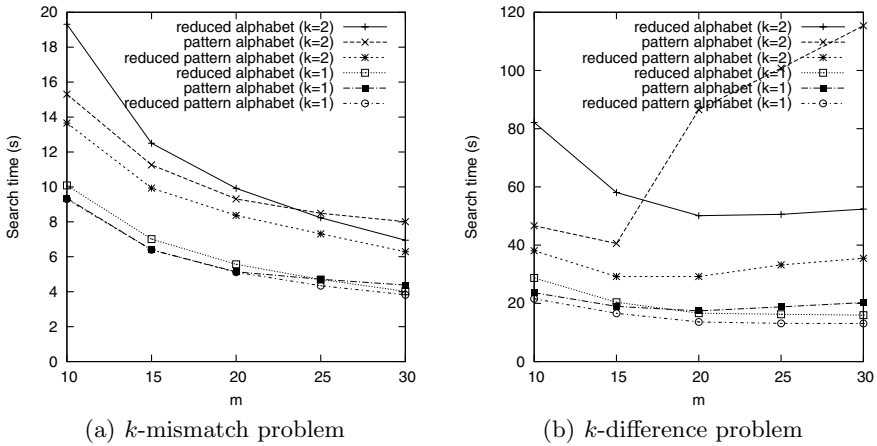 20
18
16
14
12
10
8
6
4
2
0
Search time (s)
reduced alphabet (k=2)
pattern alphabet (k=2)
reduced pattern alphabet (k=2)
reduced alphabet (k=1)
pattern alphabet (k=1)
reduced pattern alphabet (k=1)
10 15 20 25 30
m
(a) k-mismatch problem
120
100
80
60
40
20
0
Search time (s)
reduced alphabet (k=2)
pattern alphabet (k=2)
reduced pattern alphabet (k=2)
reduced alphabet (k=1)
pattern alphabet (k=1)
reduced pattern alphabet (k=1)
10 15 20 25 30
m
(b) k-difference problem